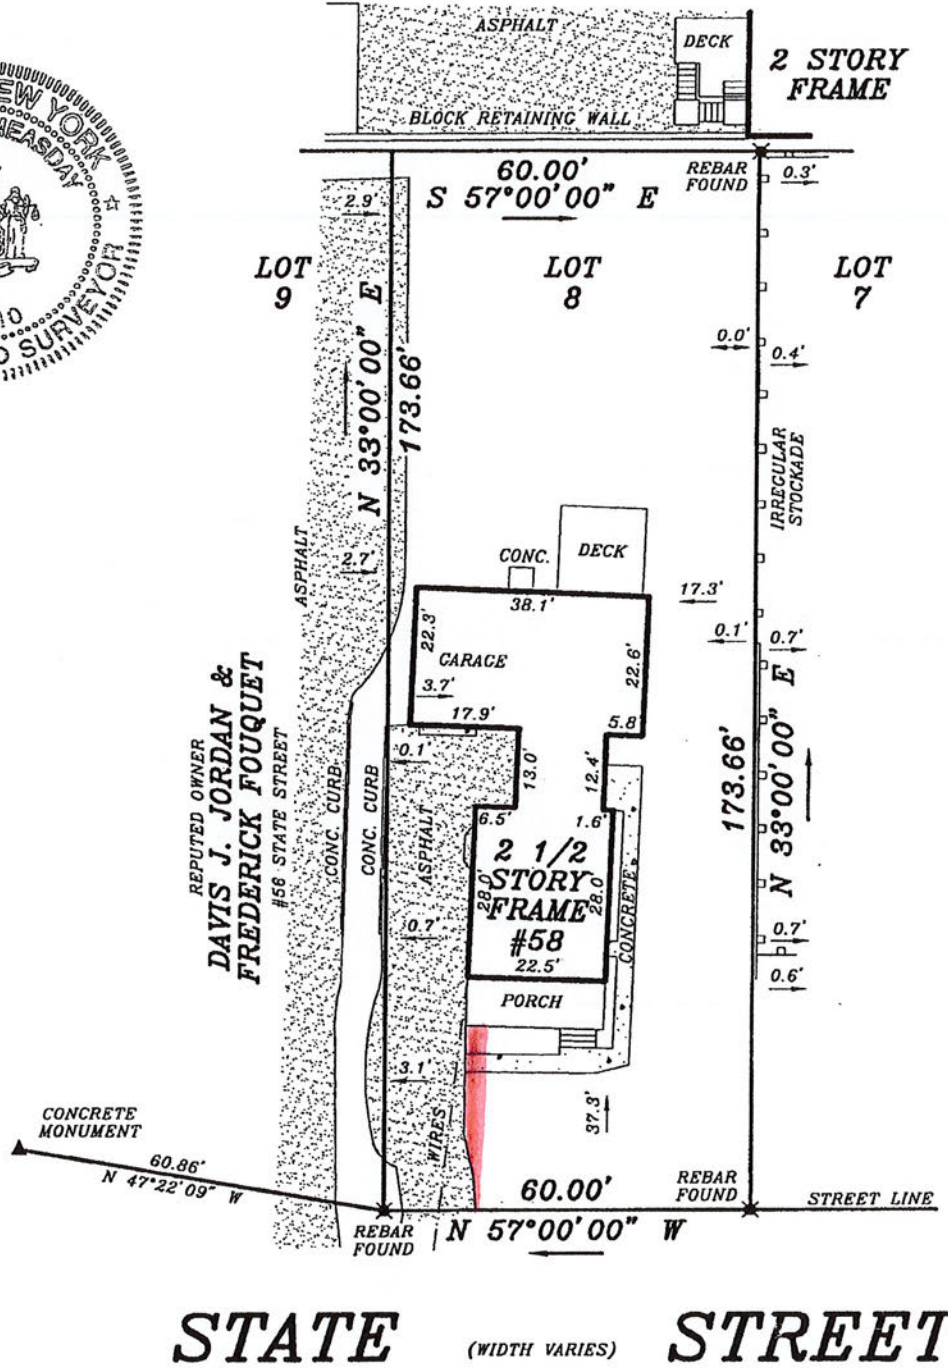 ASPHALT
DECK
2 STORY
FRAME
BLOCK RETAINING WALL
NEW YORK
SURVEYOR
60.00'
S 57°00'00" E
REBAR
FOUND
0.3'
2.9'
LOT
9
LOT
8
LOT
7
N 33°00'00" E
173.66'
0.0'
0.4'
IRREGULAR
STOCKADE
ASPHALT
2.7'
CONC.
DECK
38.1'
17.3'
22.3'
GARAGE
22.6'
0.1'
0.7'
3.7'
17.9'
5.8'
REPUTED OWNER
DAVIS J. JORDAN &
FREDERICK FOUQUET
#56 STATE STREET
CONC. CURB
CONC. CURB
0.1
13.0'
12.4'
173.66'
N 33°00'00" E
ASPHALT
6.5'
1.6'
2 1/2
STORY
FRAME
#58
28.0'
28.0'
CONCRETE
22.5'
0.7'
0.7'
0.6'
PORCH
3.1'
WIRES
37.3'
CONCRETE
MONUMENT
60.86'
N 47°22'09" W
60.00'
N 57°00'00" W
REBAR
FOUND
REBAR
FOUND
STREET LINE
STATE (WIDTH VARIES) STREET